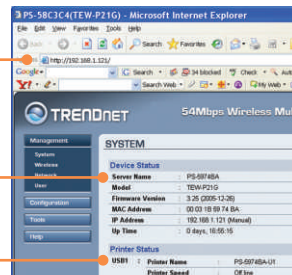 PS-5BC3C4(TEW-P21G) - Microsoft Internet Explorer
File Edit View Favorites Tools Help
Back Search Favorites
http://192.168.1.121/
Google Search 34 blocked Check
Y! Search Web Mail
TRENDNET 54Mbps Wireless Mul
Management
System
Wireless
Network
User
Configuration
Tools
Help
SYSTEM
Device Status
Server Name : PS-5974BA
Model : TEW-P21G
Firmware Version : 3.26 (2005-12-26)
MAC Address : 00 03 1B 59 74 BA
IP Address : 192.168.1.121 (Manual)
Up Time : 0 days, 16:55:15
Printer Status
USB1 : Printer Name : PS-5974BA-U1
Printer Speed : Off line